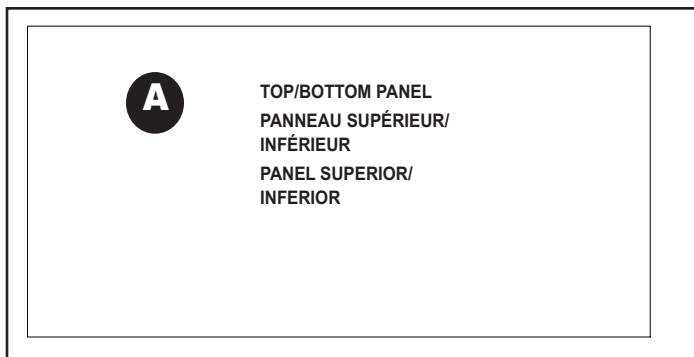 A
TOP/BOTTOM PANEL
PANNEAU SUPÉRIEUR/
INFÉRIEUR
PANEL SUPERIOR/
INFERIOR